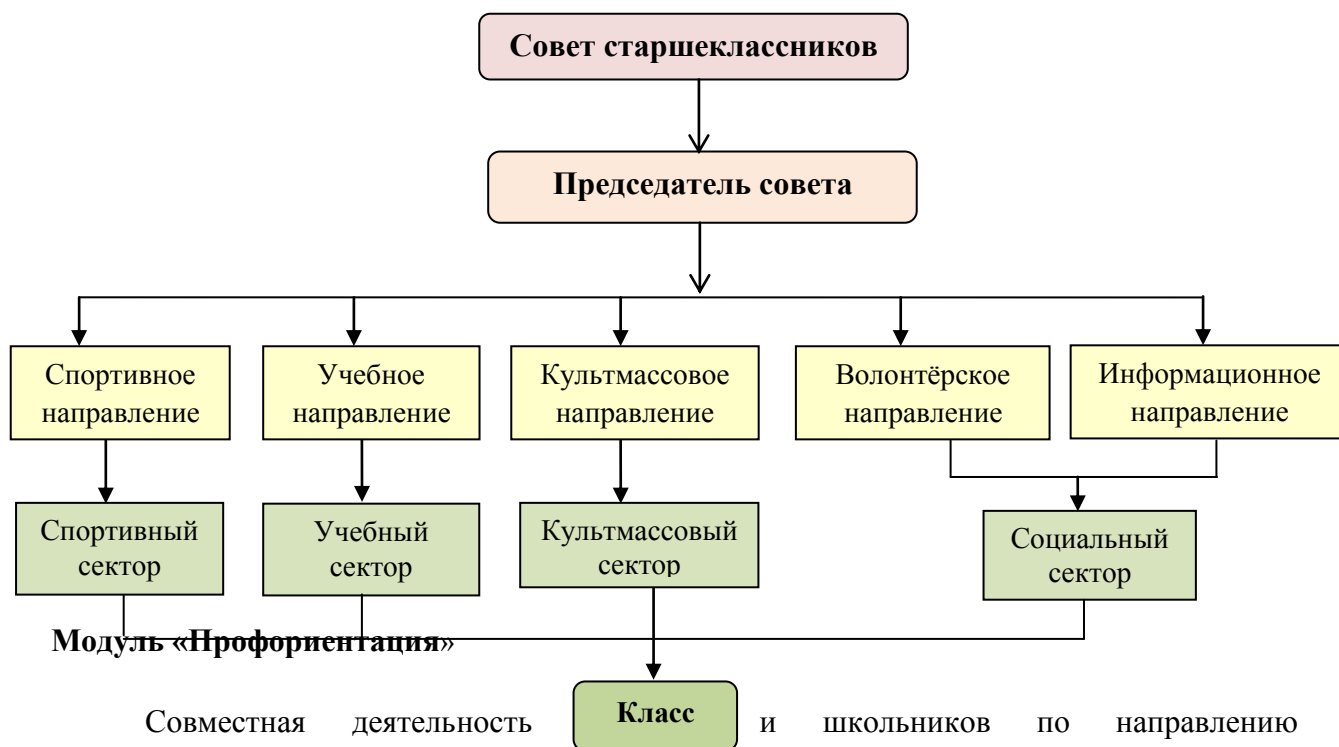 Совет старшеклассников
Председатель совета
Спортивное
направление
Учебное
направление
Культмассовое
направление
Волонтёрское
направление
Информационное
направление
Спортивный
сектор
Учебный
сектор
Культмассовый
сектор
Социальный
сектор
Модуль «Профориентация»
Совместная деятельность Класс и школьников по направлению